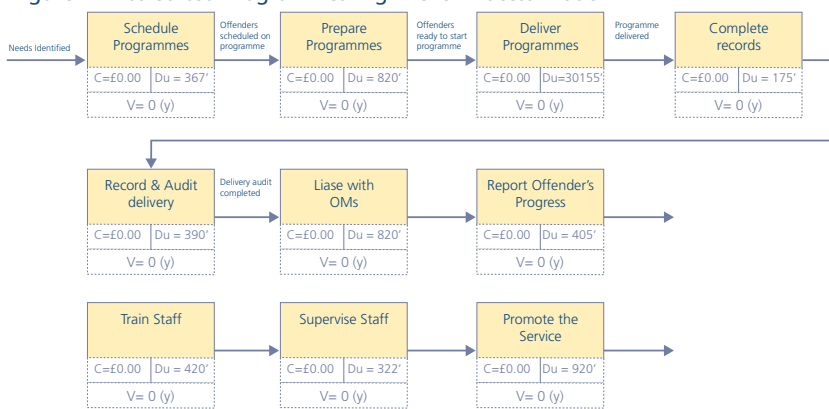 Schedule
Programmes
Offenders
scheduled on
programme
Prepare
Programmes
Offenders
ready to start
programme
Deliver
Programmes
Programme
delivered
Complete
records
Needs Identified
C=£0.00 Du = 367’
C=£0.00 Du = 820’
C=£0.00 Du=30155’
C=£0.00 Du = 175’
V= 0 (y)
V= 0 (y)
V= 0 (y)
V= 0 (y)
Record & Audit
delivery
Delivery audit
completed
Liase with
OMs
Report Offender’s
Progress
C=£0.00 Du = 390’
C=£0.00 Du = 820’
C=£0.00 Du = 405’
V= 0 (y)
V= 0 (y)
V= 0 (y)
Train Staff
Supervise Staff
Promote the
Service
C=£0.00 Du = 420’
C=£0.00 Du = 322’
C=£0.00 Du = 920’
V= 0 (y)
V= 0 (y)
V= 0 (y)